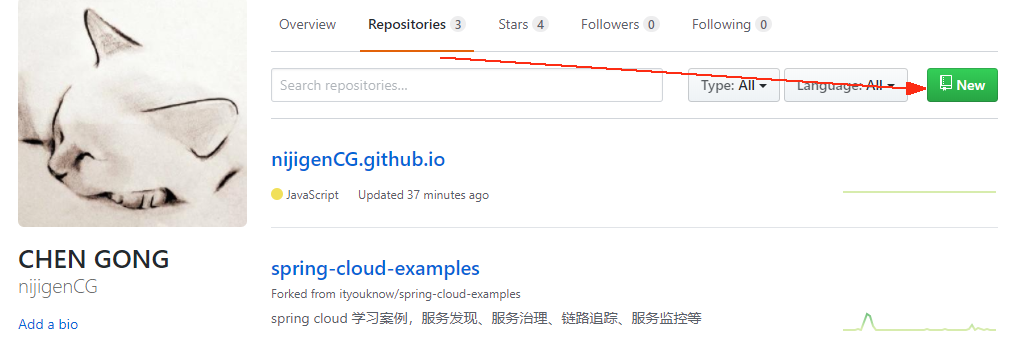 Overview Repositories 3 Stars 4 Followers 0 Following 0
Search repositories... Type: All Language: All New
nijigenCG.github.io
JavaScript Updated 37 minutes ago
CHEN GONG
nijigenCG
Add a bio
spring-cloud-examples
Forked from ityouknow/spring-cloud-examples
spring cloud 学习案例，服务发现、服务治理、链路追踪、服务监控等